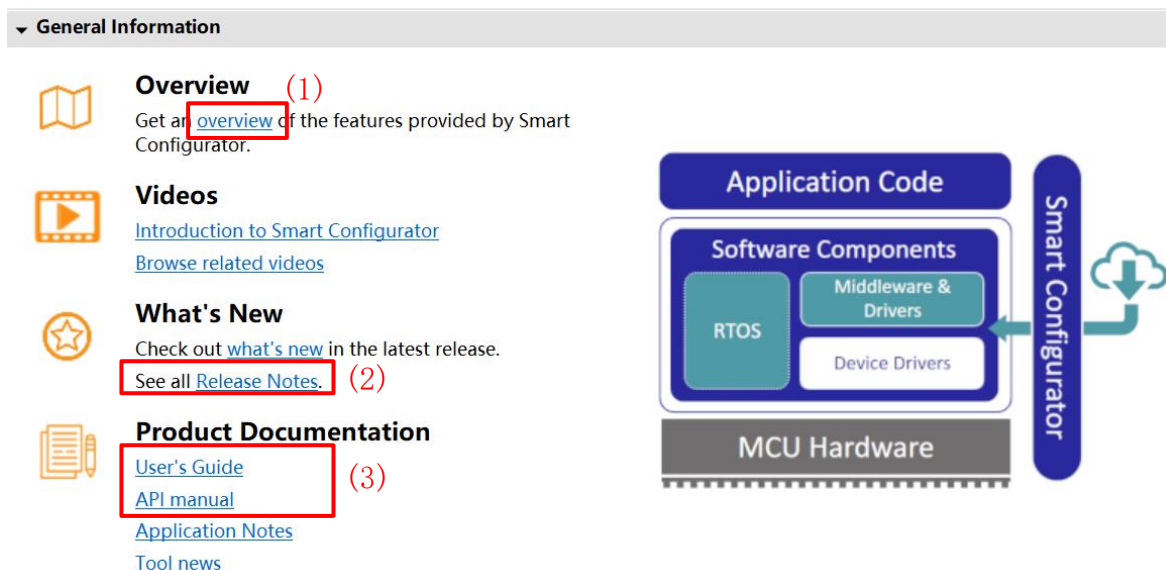 General Information
Overview
(1)
Get an overview of the features provided by Smart
Configurator.
Videos
Introduction to Smart Configurator
Browse related videos
What's New
Check out what's new in the latest release.
See all Release Notes.
(2)
Product Documentation
User's Guide
(3)
API manual
Application Notes
Tool news
Application Code
Software Components
RTOS
Middleware &
Drivers
Device Drivers
MCU Hardware
Smart Configurator